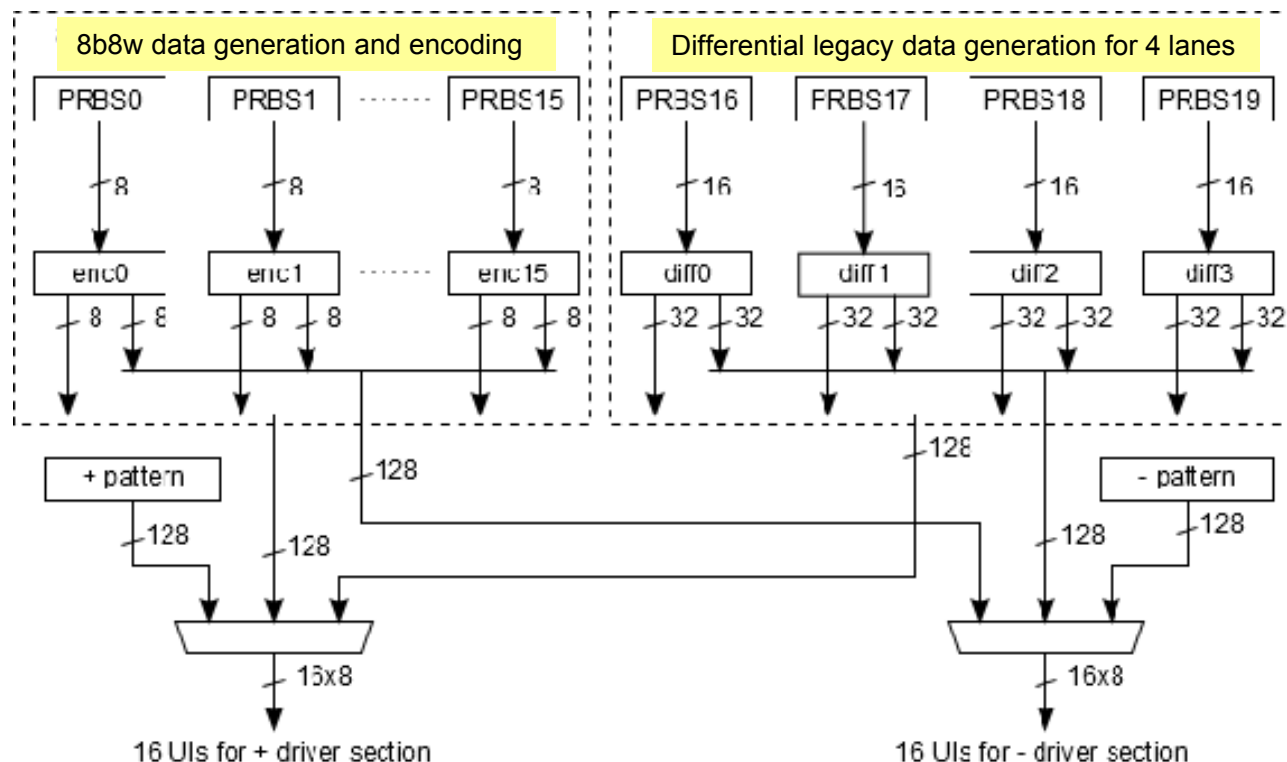 8b8w data generation and encoding
Differential legacy data generation for 4 lanes
PRBS0 PRBS1 PRBS15 PRBS16 PRBS17 PRBS18 PRBS19
8 8 8 16 16 16 16
enc0 enc1 enc15 diff0 diff1 diff2 diff3
8 8 8 8 8 8 32 32 32 32 32 32 32 32
128 128
+ pattern - pattern
128 128 128 128
16x8 16x8
16 UIs for + driver section 16 UIs for - driver section